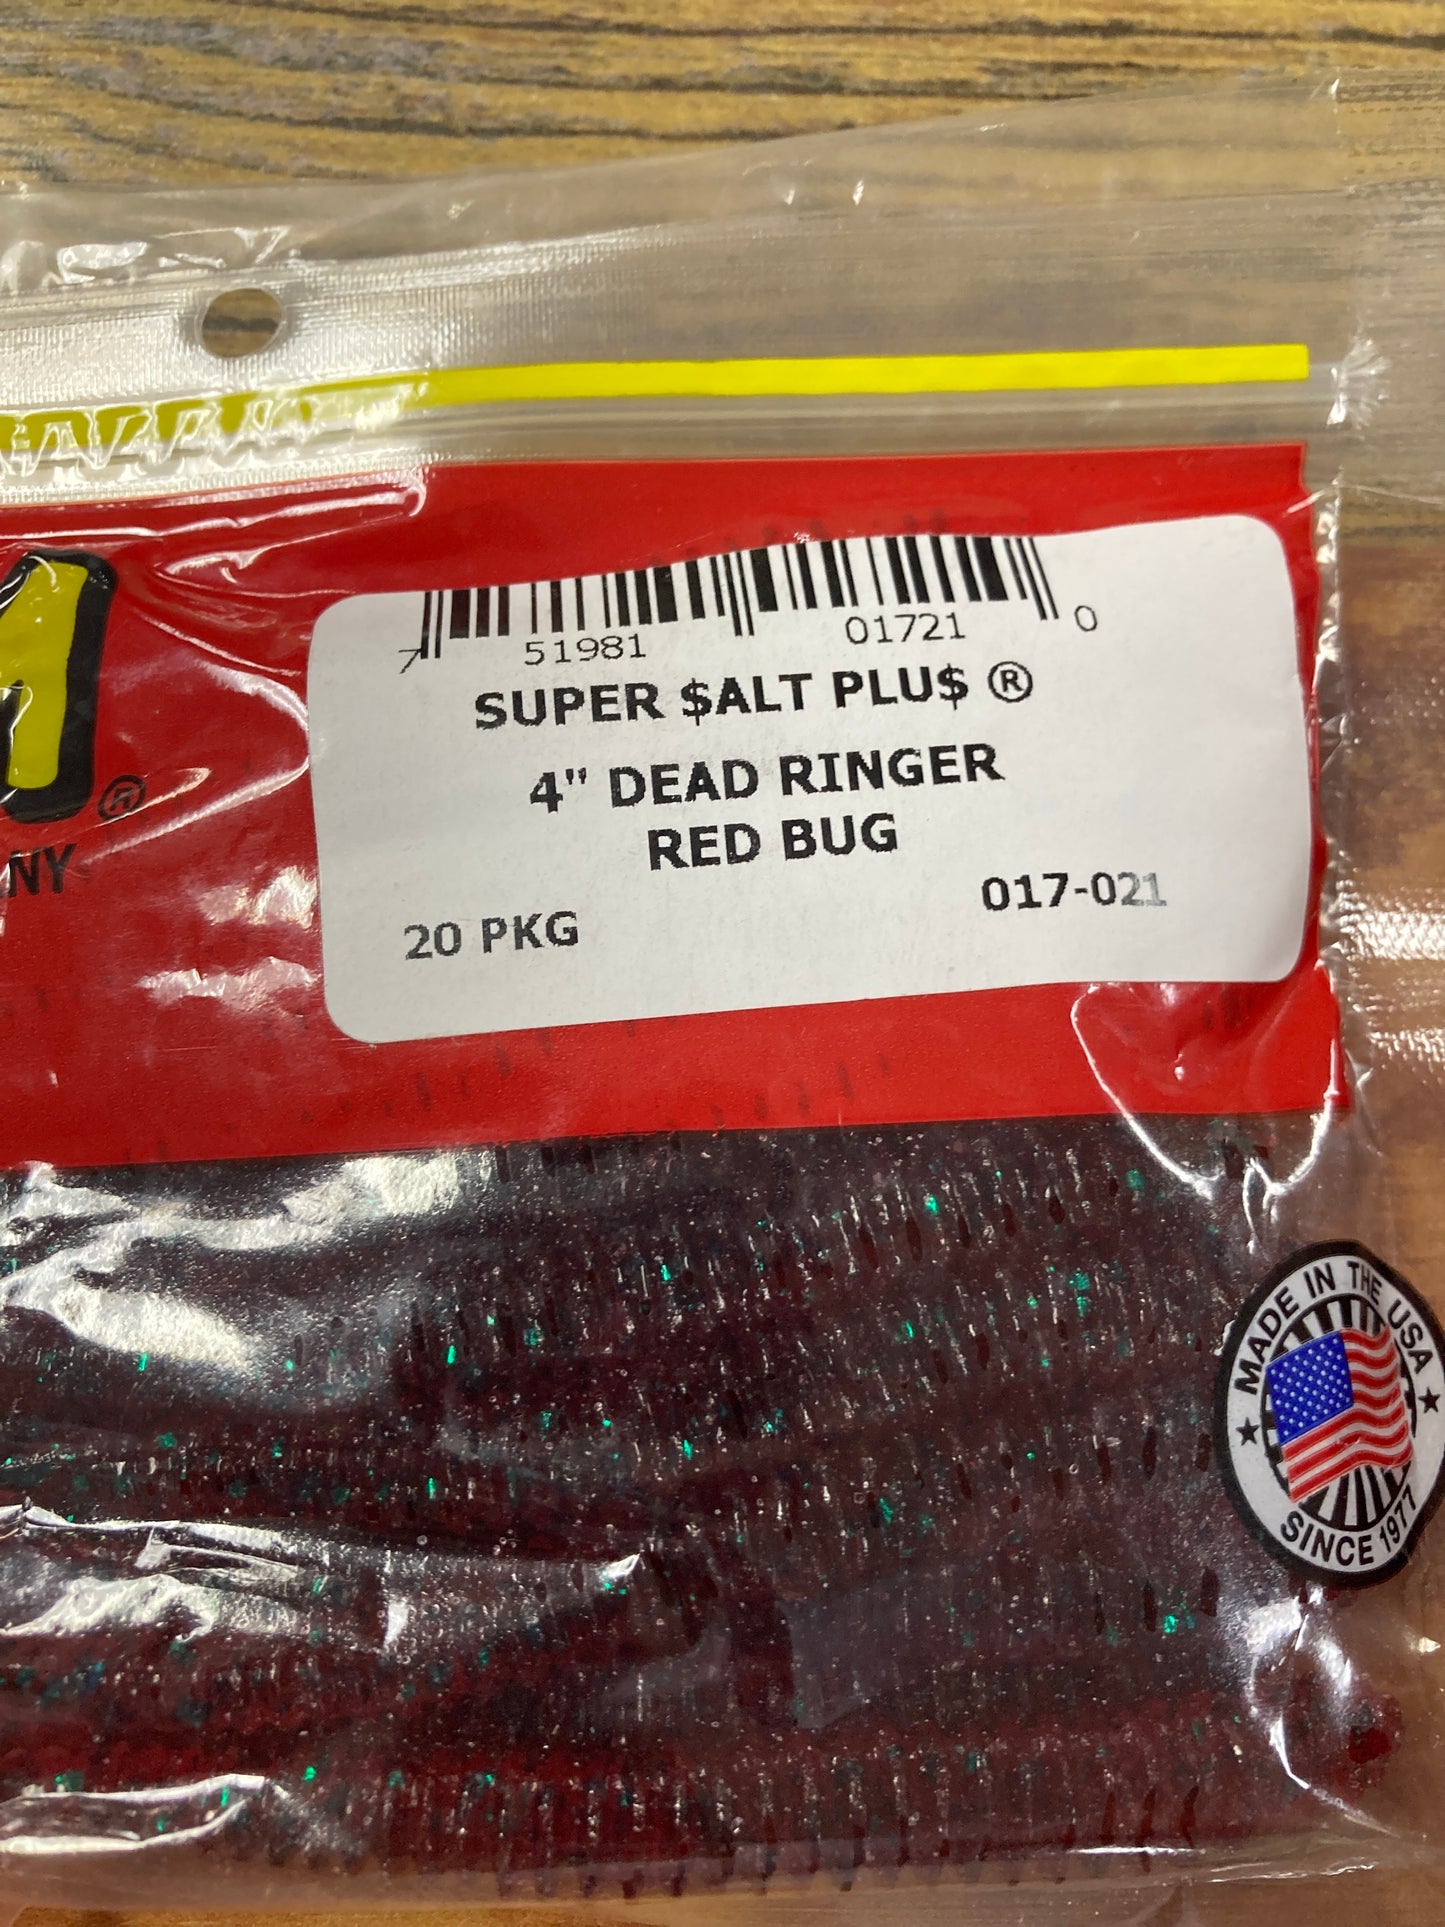 7 51981 01721 0
SUPER $ALT PLU$ ®
4" DEAD RINGER
RED BUG
20 PKG 017-021
®
NY
MADE IN THE USA
SINCE 1977